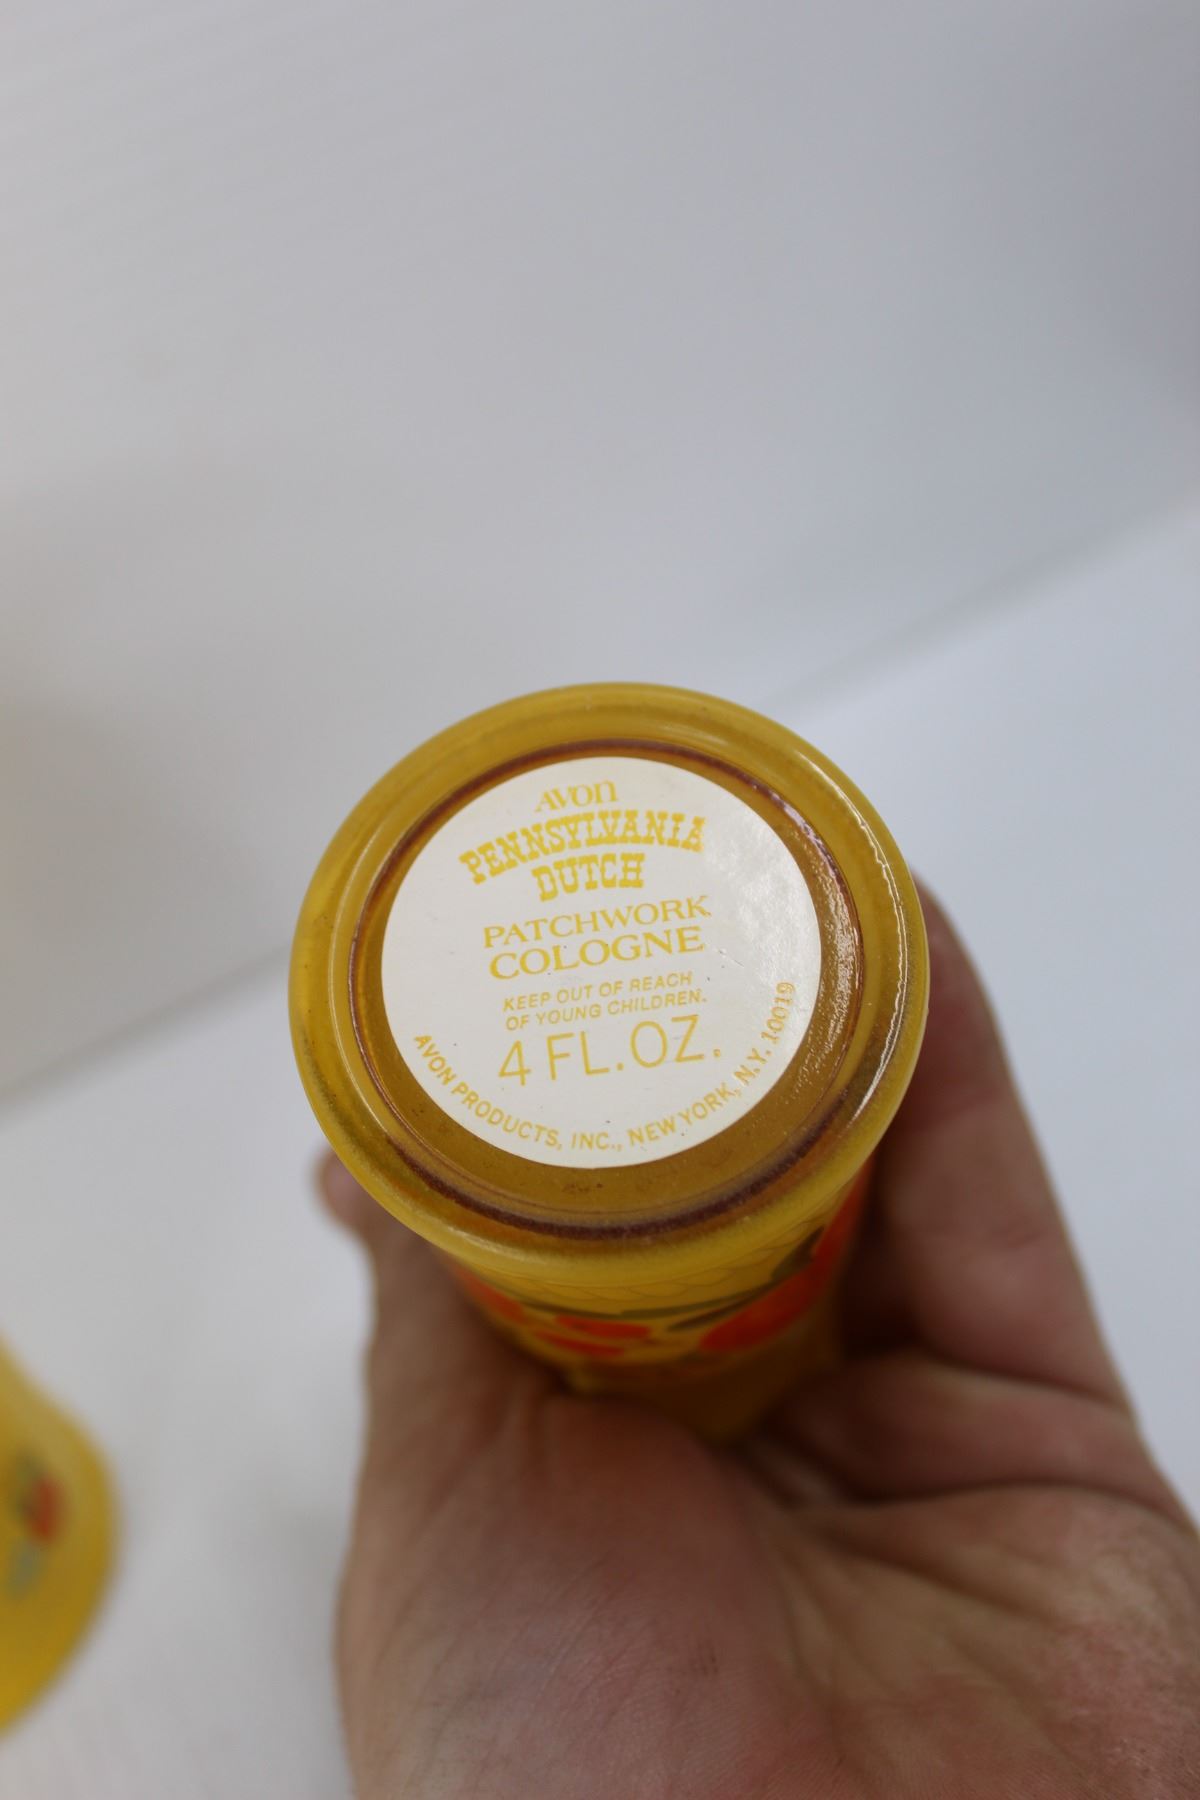 AVON
PENNSYLVANIA
DUTCH
PATCHWORK
COLOGNE
KEEP OUT OF REACH
OF YOUNG CHILDREN.
4 FL.OZ.
AVON PRODUCTS, INC., NEW YORK, N.Y. 10019